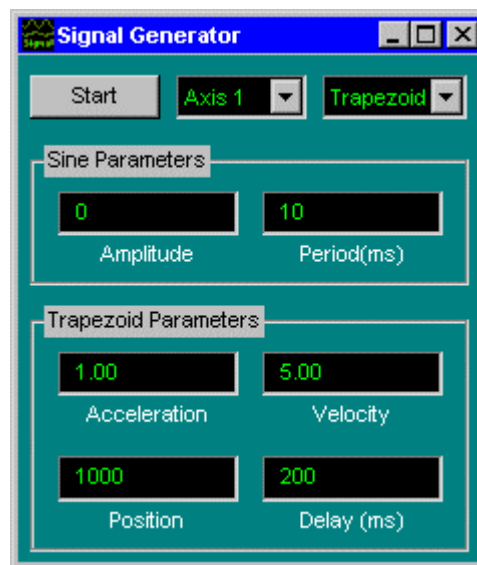 Signal Generator
Start Axis 1 Trapezoid
Sine Parameters
0 10
Amplitude Period(ms)
Trapezoid Parameters
1.00 5.00
Acceleration Velocity
1000 200
Position Delay (ms)